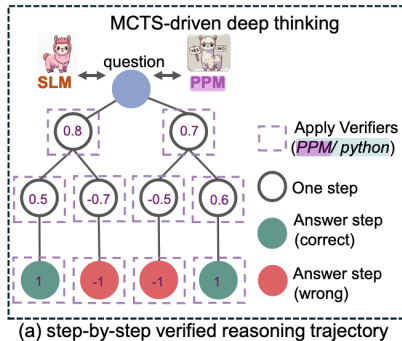 MCTS-driven deep thinking
question
YES
NO
SLM
PPM
0.8
0.7
Apply Verifiers
(PPM/ python)
0.5
-0.7
-0.5
0.6
One step
Answer step
(correct)
1
-1
-1
1
Answer step
(wrong)
(a) step-by-step verified reasoning trajectory